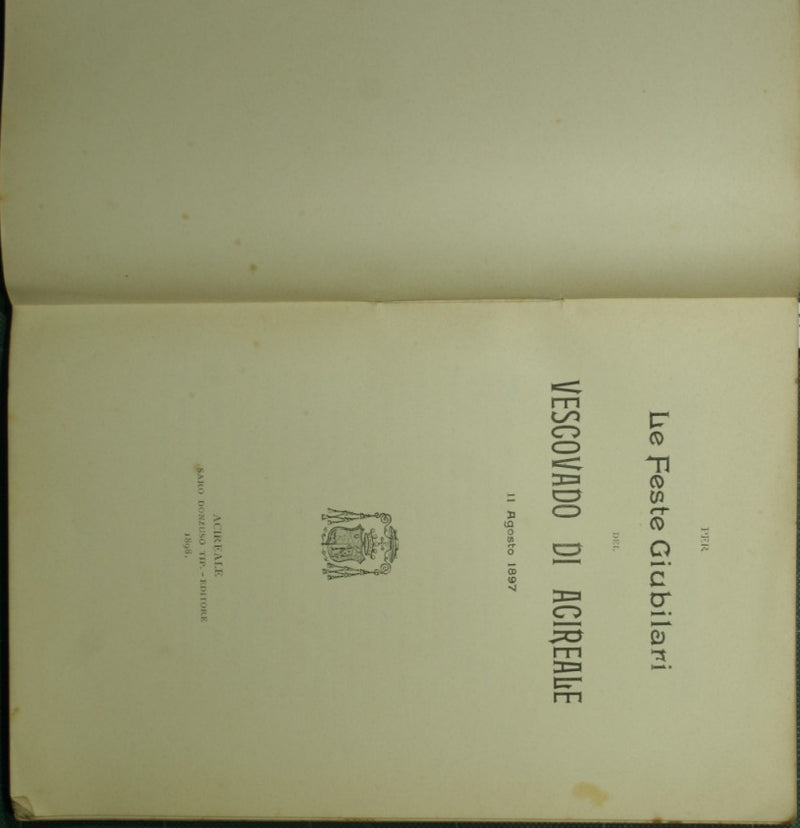 PER
Le Feste Giubilari
DEL
VESCOVADO DI ACIREALE
11 Agosto 1897
ACIREALE
SARO DONZUSO TIP. - EDITORE
1898.